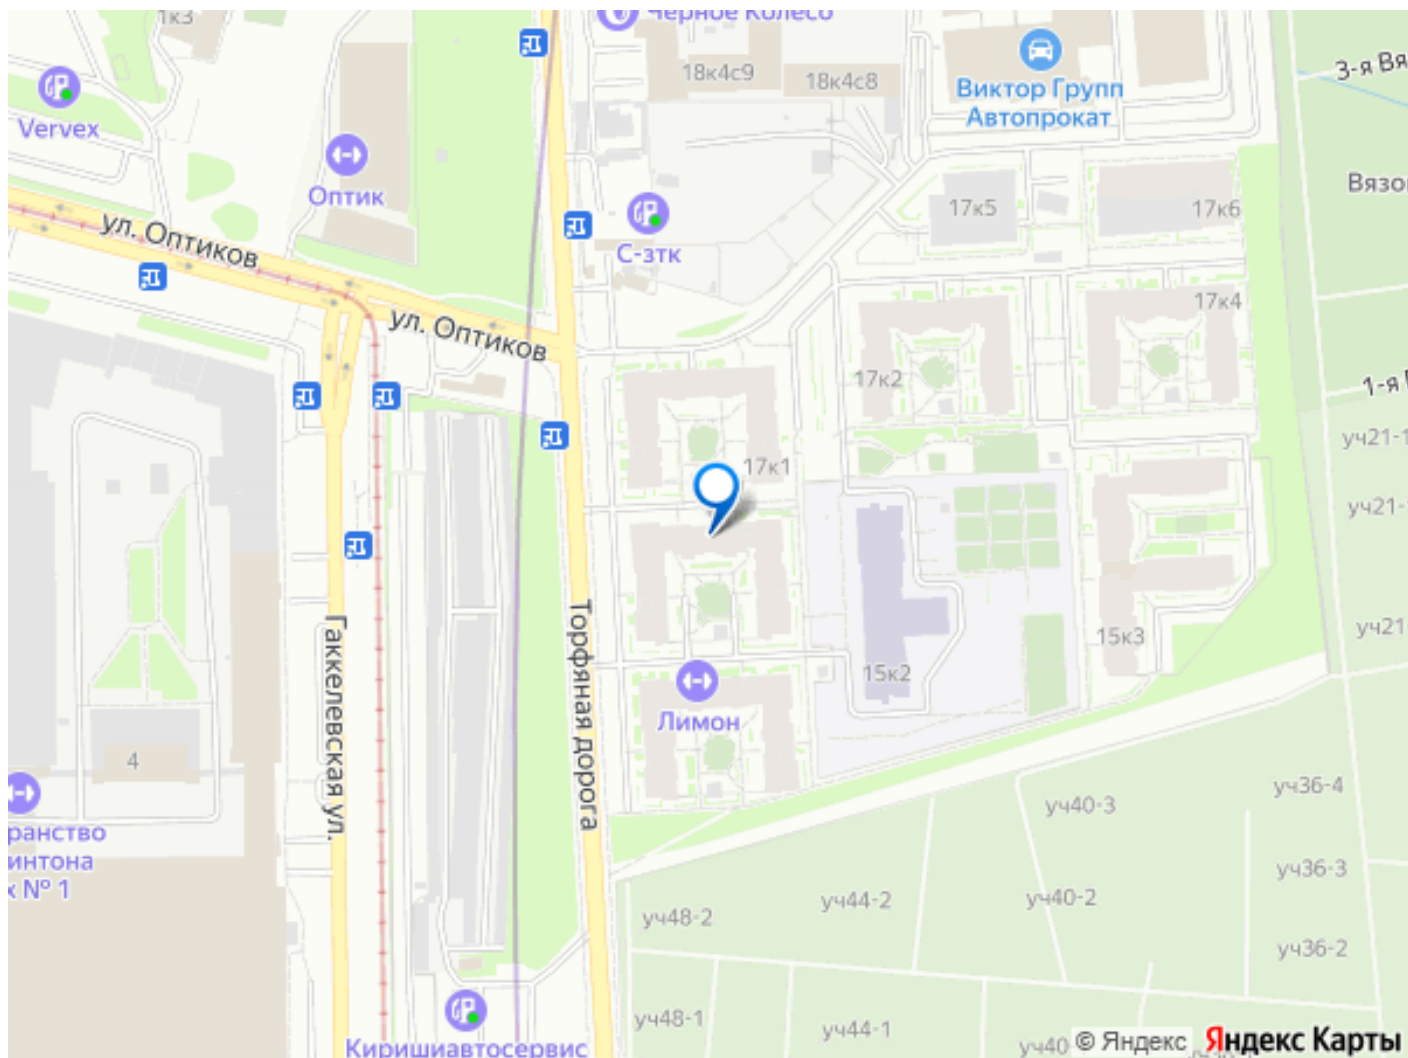 1к3
Черное Колесо
18к4с9
18к4с8
Виктор Групп
Автопрокат
3-я Вя
Vervex
Оптик
Вязо
17к5
17к6
С-зтк
ул. Оптиков
ул. Оптиков
17к4
17к2
1-я
17к1
уч21-1
уч21-
уч21-
Торфяная дорога
Гаккелевская ул.
15к3
15к2
Лимон
4
ранство
интона
х № 1
уч36-4
уч40-3
уч36-3
уч44-2
уч40-2
уч48-2
уч36-2
уч48-1
уч44-1
уч40
Киришиавтосервис
© Яндекс Яндекс Карты